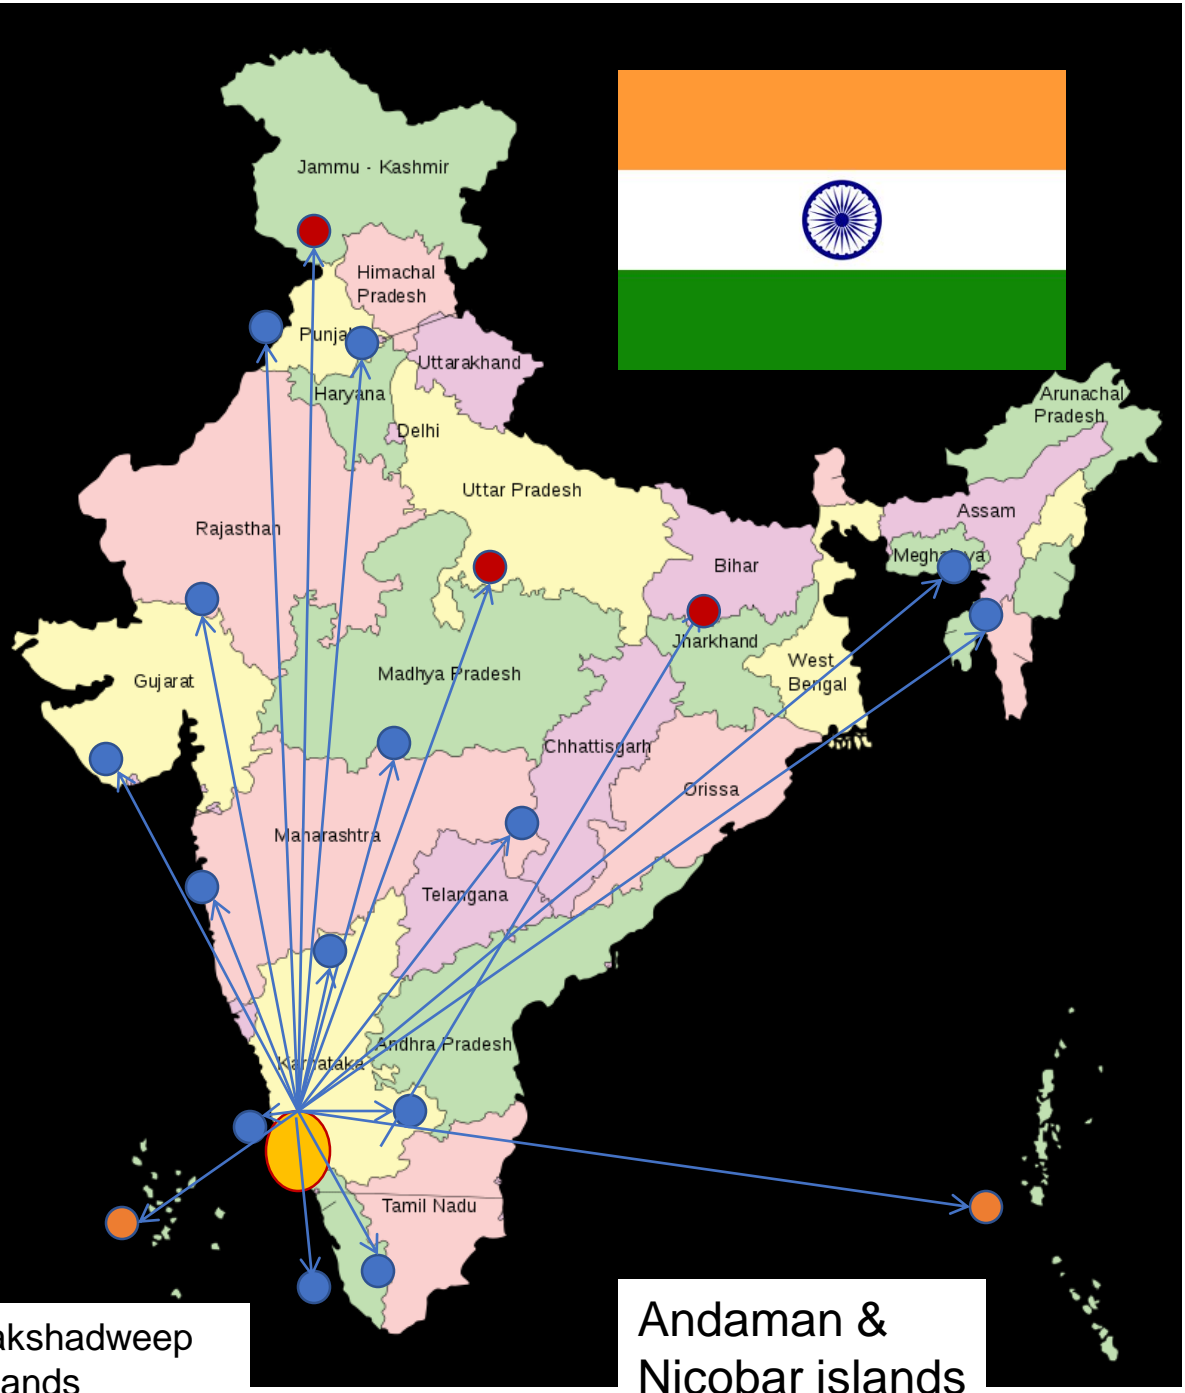 Jammu - Kashmir
Himachal
Pradesh
Uttarakhand
Haryana
Delhi
Arunachal
Pradesh
Uttar Pradesh
Assam
Rajasthan
Bihar
Jharkhand
West
Bengal
Madhya Pradesh
Gujarat
Chhattisgarh
Orissa
Maharashtra
Telangana
Andhra Pradesh
Karnataka
Tamil Nadu
akshadweep
ands
Andaman &
Nicobar islands